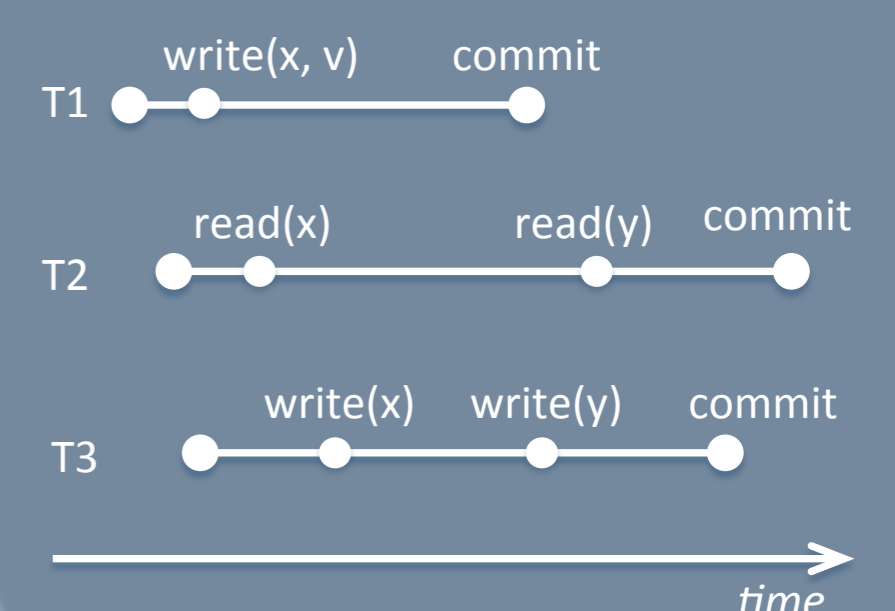 write(x, v) commit
T1
read(x) read(y) commit
T2
write(x) write(y) commit
T3
time